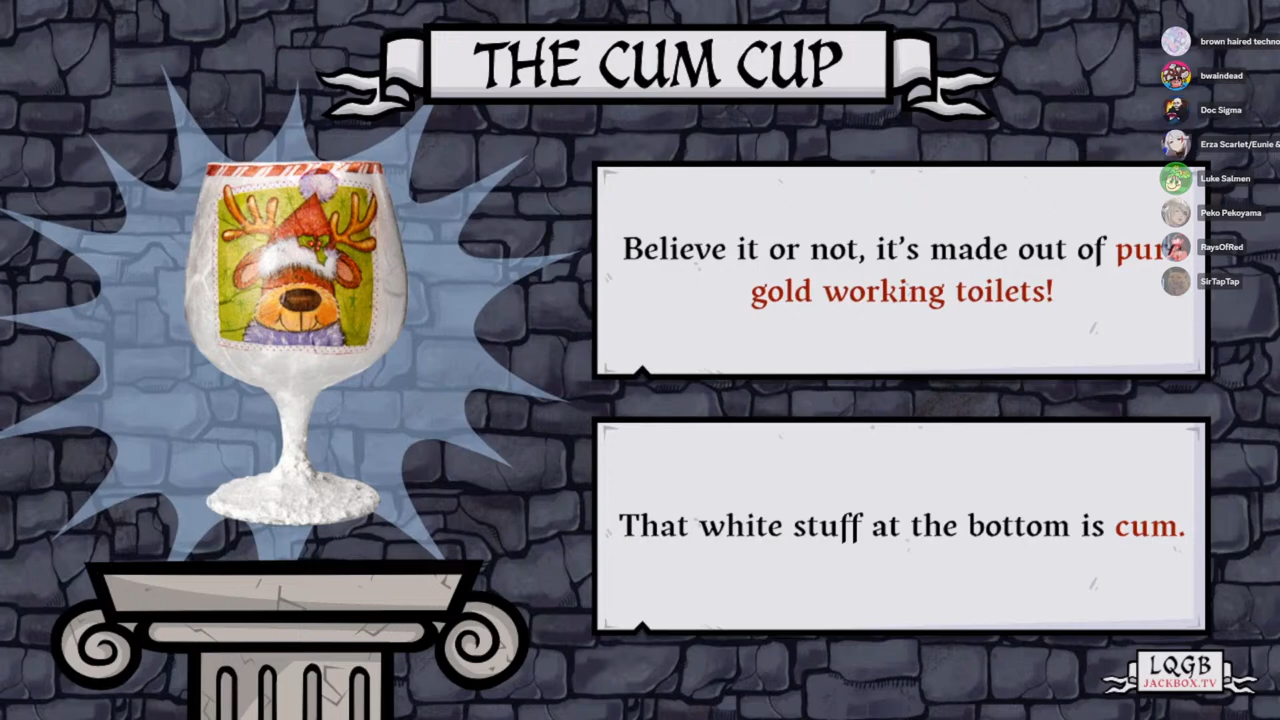 THE CUM CUP
brown haired techno
bwaindead
Doc Sigma
Erza Scarlet/Eunie &
Luke Salmen
Peko Pekoyama
RaysOfRed
SirTapTap
Believe it or not, it's made out of
gold working toilets!
That white stuff at the bottom is cum.
LQGB
JACKBOX.TV